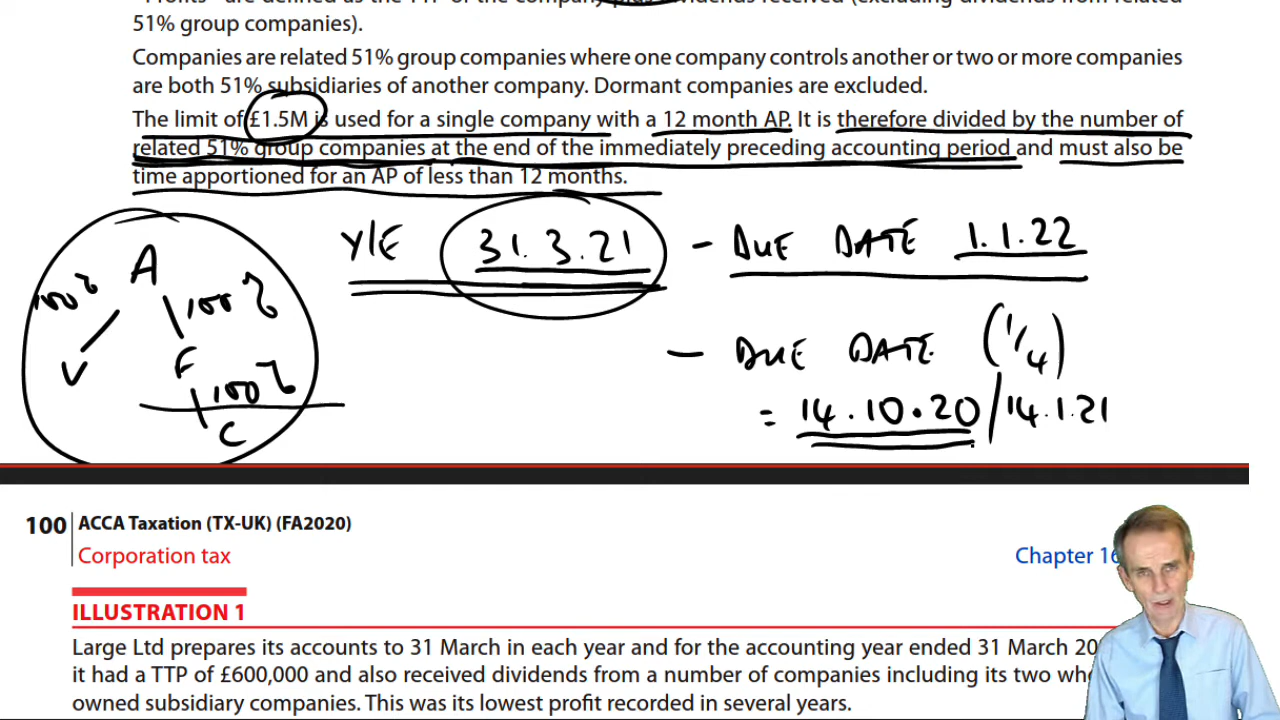 51% group companies).
Companies are related 51% group companies where one company controls another or two or more companies
are both 51% subsidiaries of another company. Dormant companies are excluded.
The limit of £1.5M is used for a single company with a 12 month AP. It is therefore divided by the number of
related 51% group companies at the end of the immediately preceding accounting period and must also be
time apportioned for an AP of less than 12 months.
Y/E 31.3.21 – DUE DATE 1.1.22
A
100% 100%
– DUE DATE (1/4)
V F
100%
= 14.10.20/14.1.21
C
100 ACCA Taxation (TX-UK) (FA2020)
Corporation tax Chapter 16
ILLUSTRATION 1
Large Ltd prepares its accounts to 31 March in each year and for the accounting year ended 31 March
it had a TTP of £600,000 and also received dividends from a number of companies including its two
owned subsidiary companies. This was its lowest profit recorded in several years.